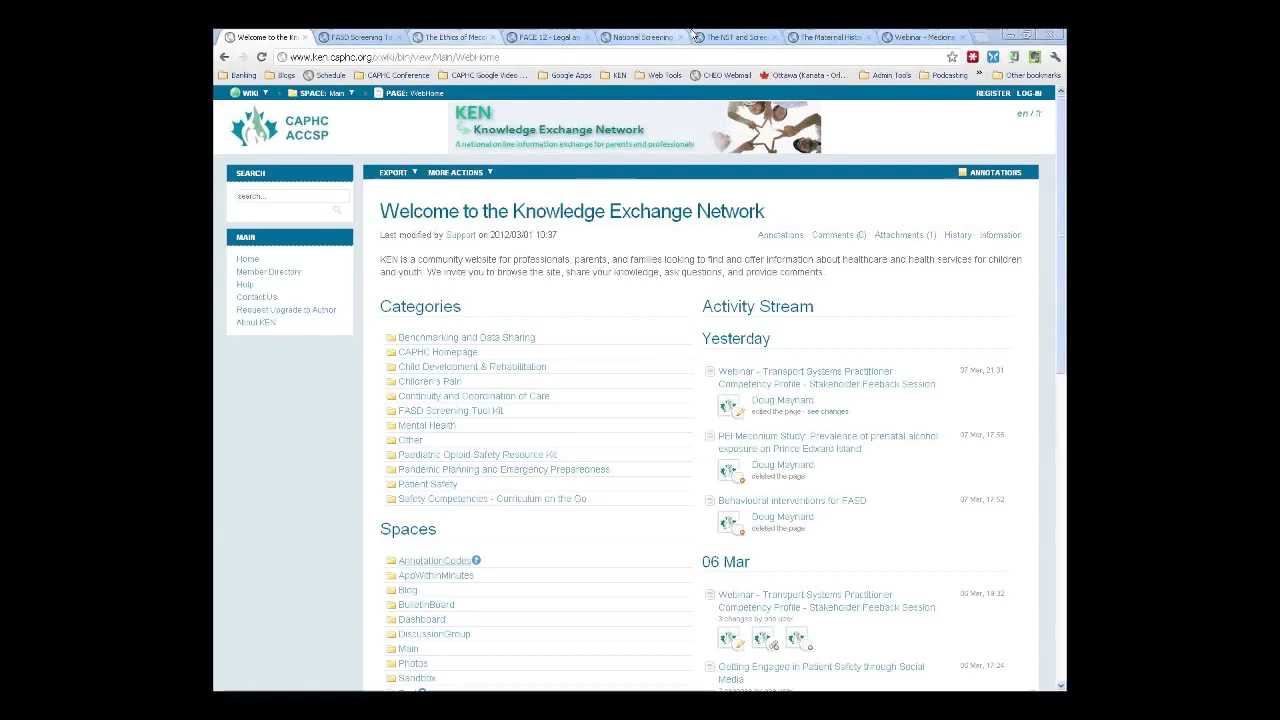 Welcome to the Kn
FASD Screening To
The Ethics of Meco
FACE 12 - Legal an
National Screening
The NST and Scree
The Maternal Histo
Webinar - Medicine
www.ken.caphc.org/xwiki/bin/view/Main/WebHome
Banking
Blogs
Schedule
CAPHC Conference
CAPHC Google Video ...
Google Apps
KEN
Web Tools
CHEO Webmail
Ottawa (Kanata - Orl...
Admin Tools
Podcasting
»
Other bookmarks
WIKI
SPACE: Main
PAGE: WebHome
REGISTER LOG-IN
CAPHC
ACCSP
KEN
Knowledge Exchange Network
A national online information exchange for parents and professionals
en / fr
SEARCH
search...
MAIN
Home
Member Directory
Help
Contact Us
Request Upgrade to Author
About KEN
EXPORT
MORE ACTIONS
ANNOTATIONS
Welcome to the Knowledge Exchange Network
Last modified by Support on 2012/03/01 10:37
Annotations · Comments (0) · Attachments (1) · History · Information
KEN is a community website for professionals, parents, and families looking to find and offer information about healthcare and health services for children
and youth. We invite you to browse the site, share your knowledge, ask questions, and provide comments.
Categories
Benchmarking and Data Sharing
CAPHC Homepage
Child Development & Rehabilitation
Children's Pain
Continuity and Coordination of Care
FASD Screening Tool Kit
Mental Health
Other
Paediatric Opioid Safety Resource Kit
Pandemic Planning and Emergency Preparedness
Patient Safety
Safety Competencies - Curriculum on the Go
Spaces
AnnotationCodes
AppWithinMinutes
Blog
BulletinBoard
Dashboard
DiscussionGroup
Main
Photos
Sandbox
Activity Stream
Yesterday
Webinar - Transport Systems Practitioner
Competency Profile - Stakeholder Feeback Session
07 Mar, 21:31
Doug Maynard
edited the page - see changes
PEI Meconium Study: Prevalence of prenatal alcohol
exposure on Prince Edward Island
07 Mar, 17:55
Doug Maynard
deleted the page
Behavioural interventions for FASD
07 Mar, 17:52
Doug Maynard
deleted the page
06 Mar
Webinar - Transport Systems Practitioner
Competency Profile - Stakeholder Feeback Session
06 Mar, 19:32
3 changes by one user
Getting Engaged in Patient Safety through Social
Media
06 Mar, 17:24